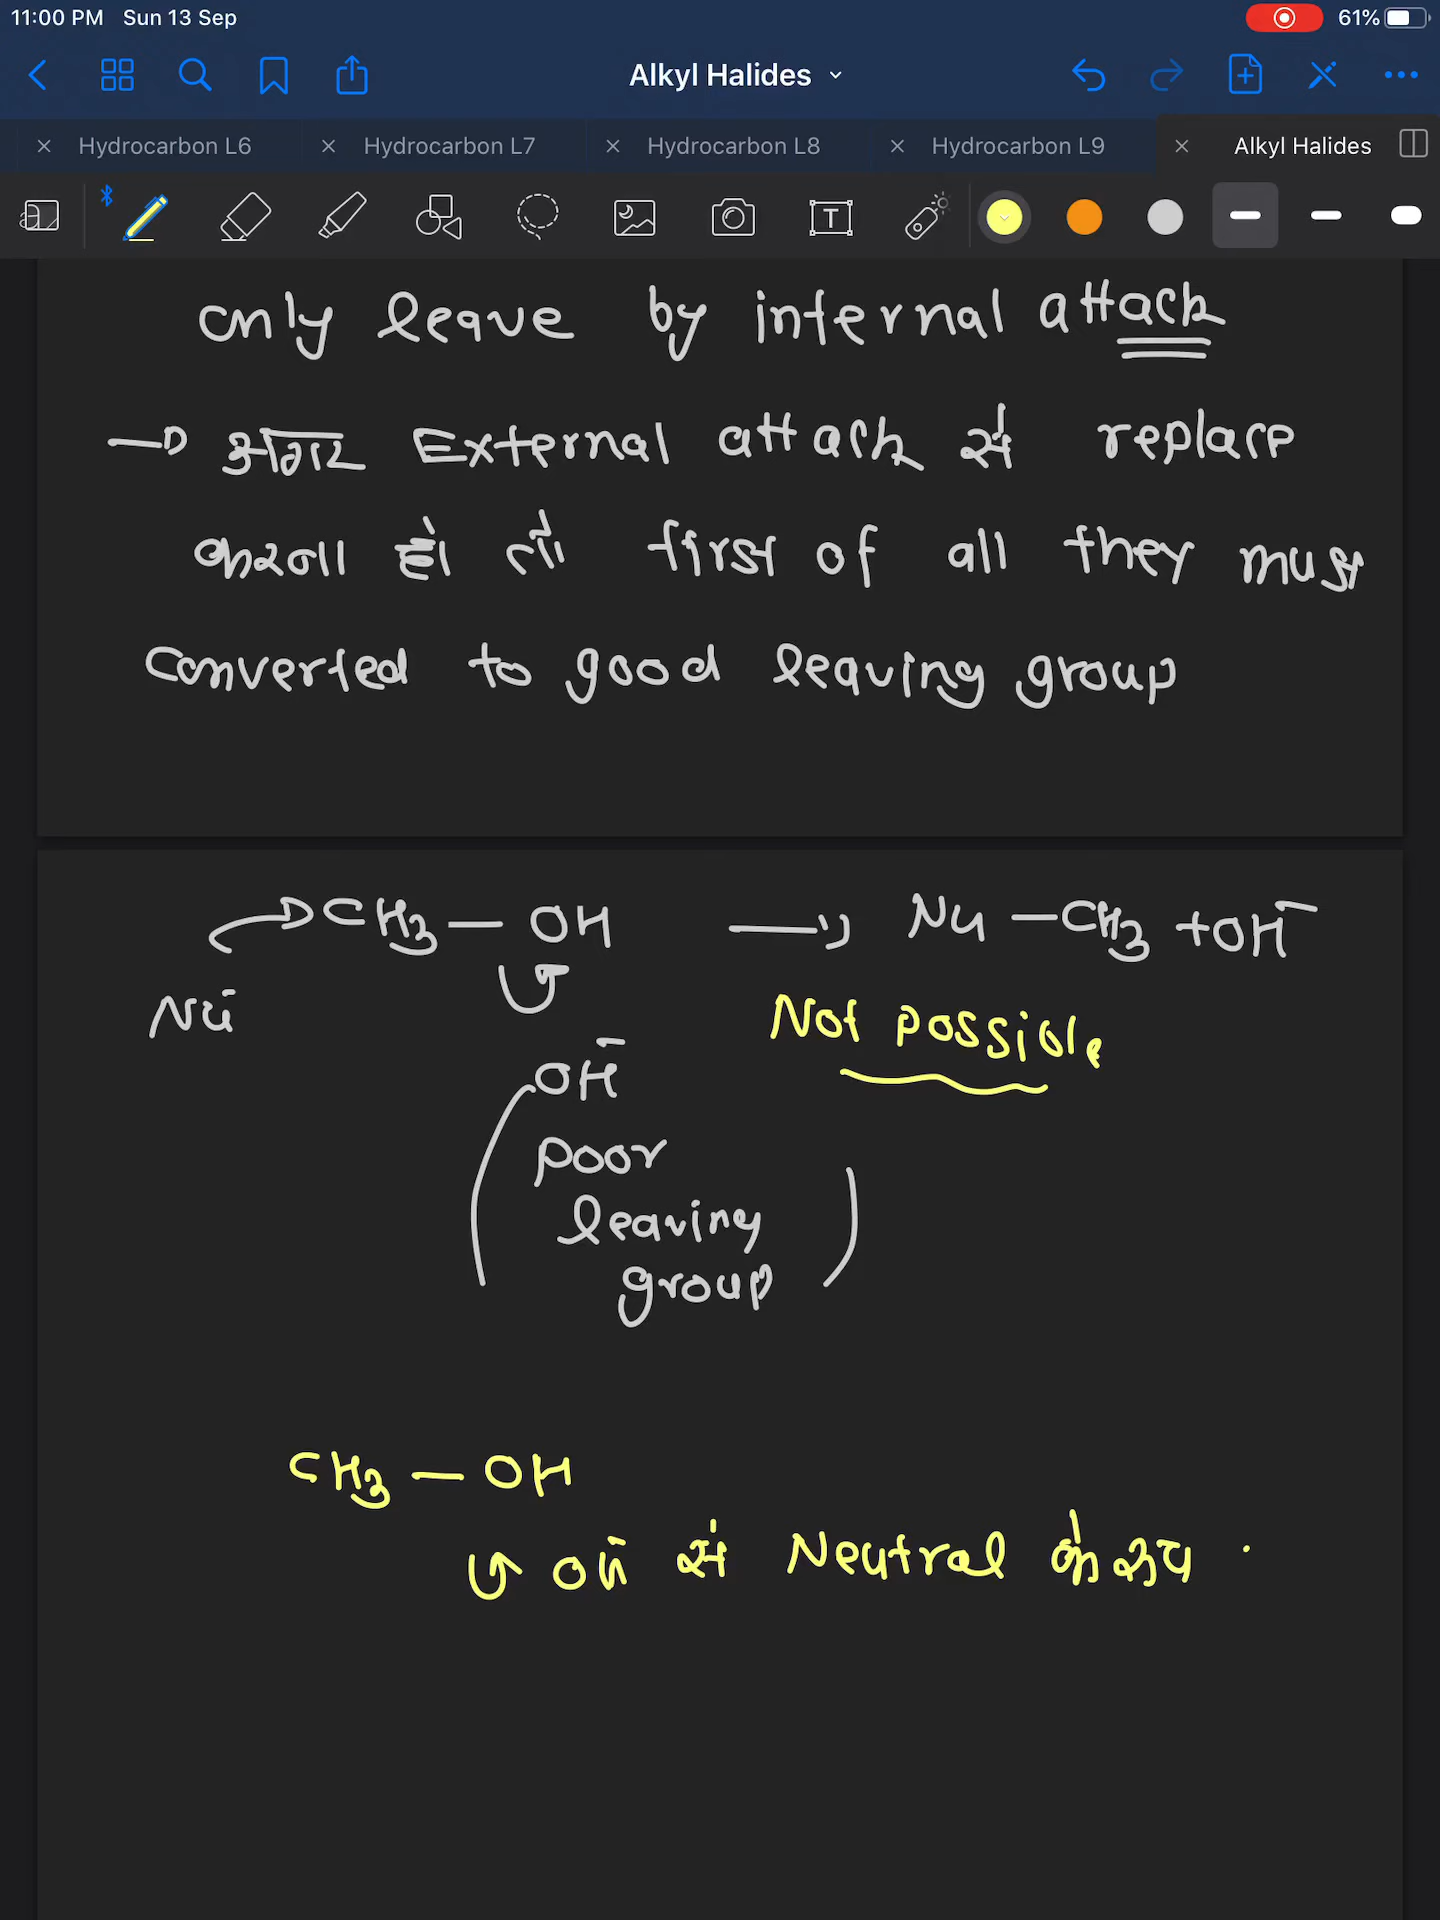 11:00 PM Sun 13 Sep 61%
Alkyl Halides
Hydrocarbon L6 Hydrocarbon L7 Hydrocarbon L8 Hydrocarbon L9 Alkyl Halides
only leave by internal attack
→ अगर External attack से replace
करना हो तो first of all they must
converted to good leaving group
CH₃ — OH → Nu — CH₃ + OH⁻
Nu⁻
Not possible
OH⁻
poor
leaving
group
CH₃ — OH
OH⁻ से Neutral के रूप